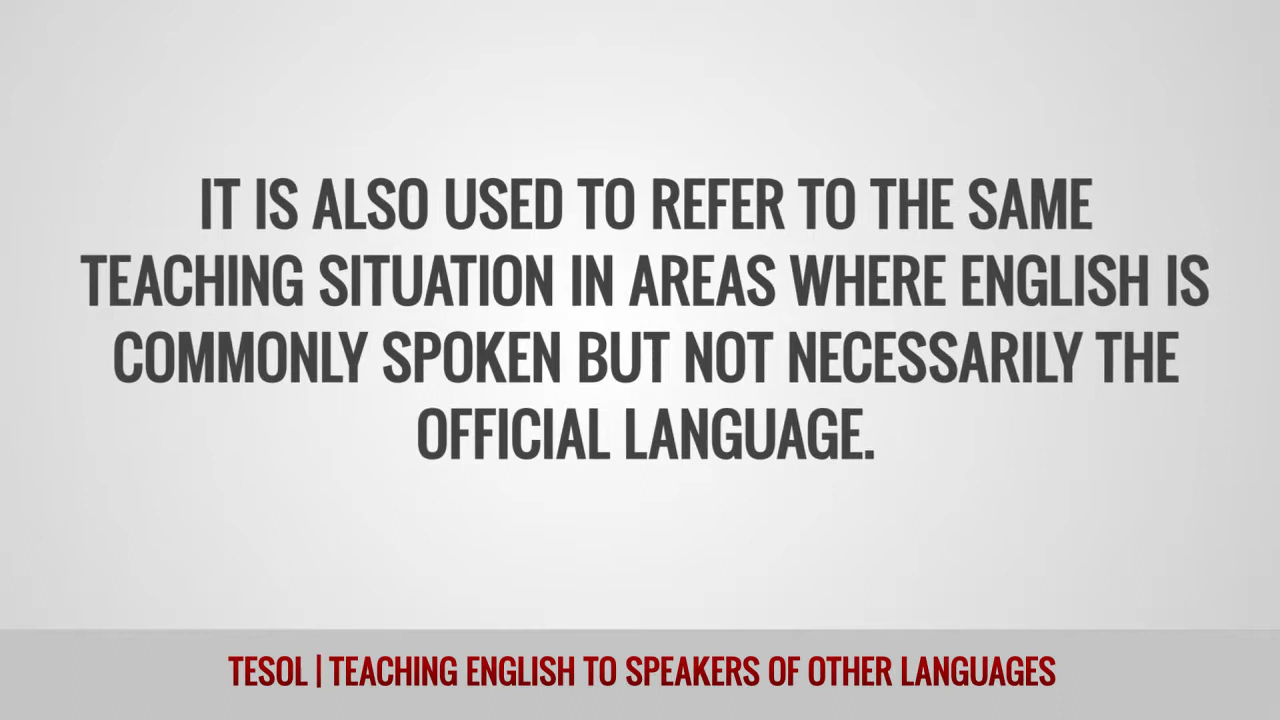 IT IS ALSO USED TO REFER TO THE SAME
TEACHING SITUATION IN AREAS WHERE ENGLISH IS
COMMONLY SPOKEN BUT NOT NECESSARILY THE
OFFICIAL LANGUAGE.
TESOL | TEACHING ENGLISH TO SPEAKERS OF OTHER LANGUAGES